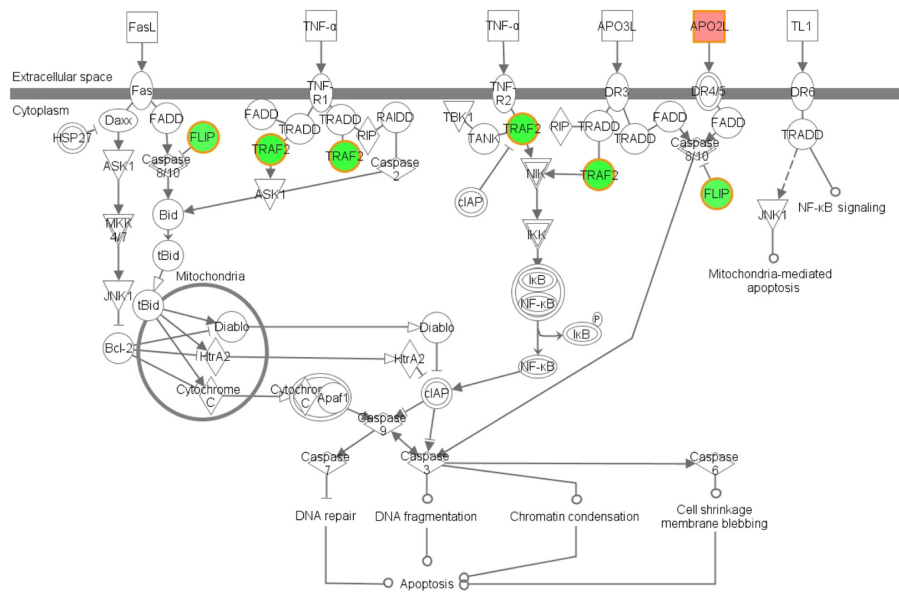 FasL
TNF-α
TNF-α
APO3L
APO2L
TL1
Extracellular space
Fas
TNF-
R1
TNF-
R2
DR3
DR4/5
DR6
Cytoplasm
Daxx
FADD
HSP27
FLIP
FADD
TRADD
TRADD
RIP
RAIDD
TRAF2
TRAF2
TBK1
TANK
TRAF2
RIP
TRADD
TRADD
FADD
FADD
TRADD
ASK1
Caspase
8/10
ASK1
Caspase
2
cIAP
NIK
TRAF2
Caspase
8/10
FLIP
JNK1
NF-κB signaling
MKK
4/7
Bid
IKK
tBid
Mitochondria
Mitochondria-mediated
apoptosis
JNK1
tBid
IκB
NF-κB
Bcl-2
Diablo
Diablo
P
IκB
HtrA2
HtrA2
NF-κB
Cytochrome
C
Cytochrome
C
Apaf1
cIAP
Caspase
9
Caspase
7
Caspase
3
Caspase
6
DNA repair
DNA fragmentation
Chromatin condensation
Cell shrinkage
membrane blebbing
Apoptosis